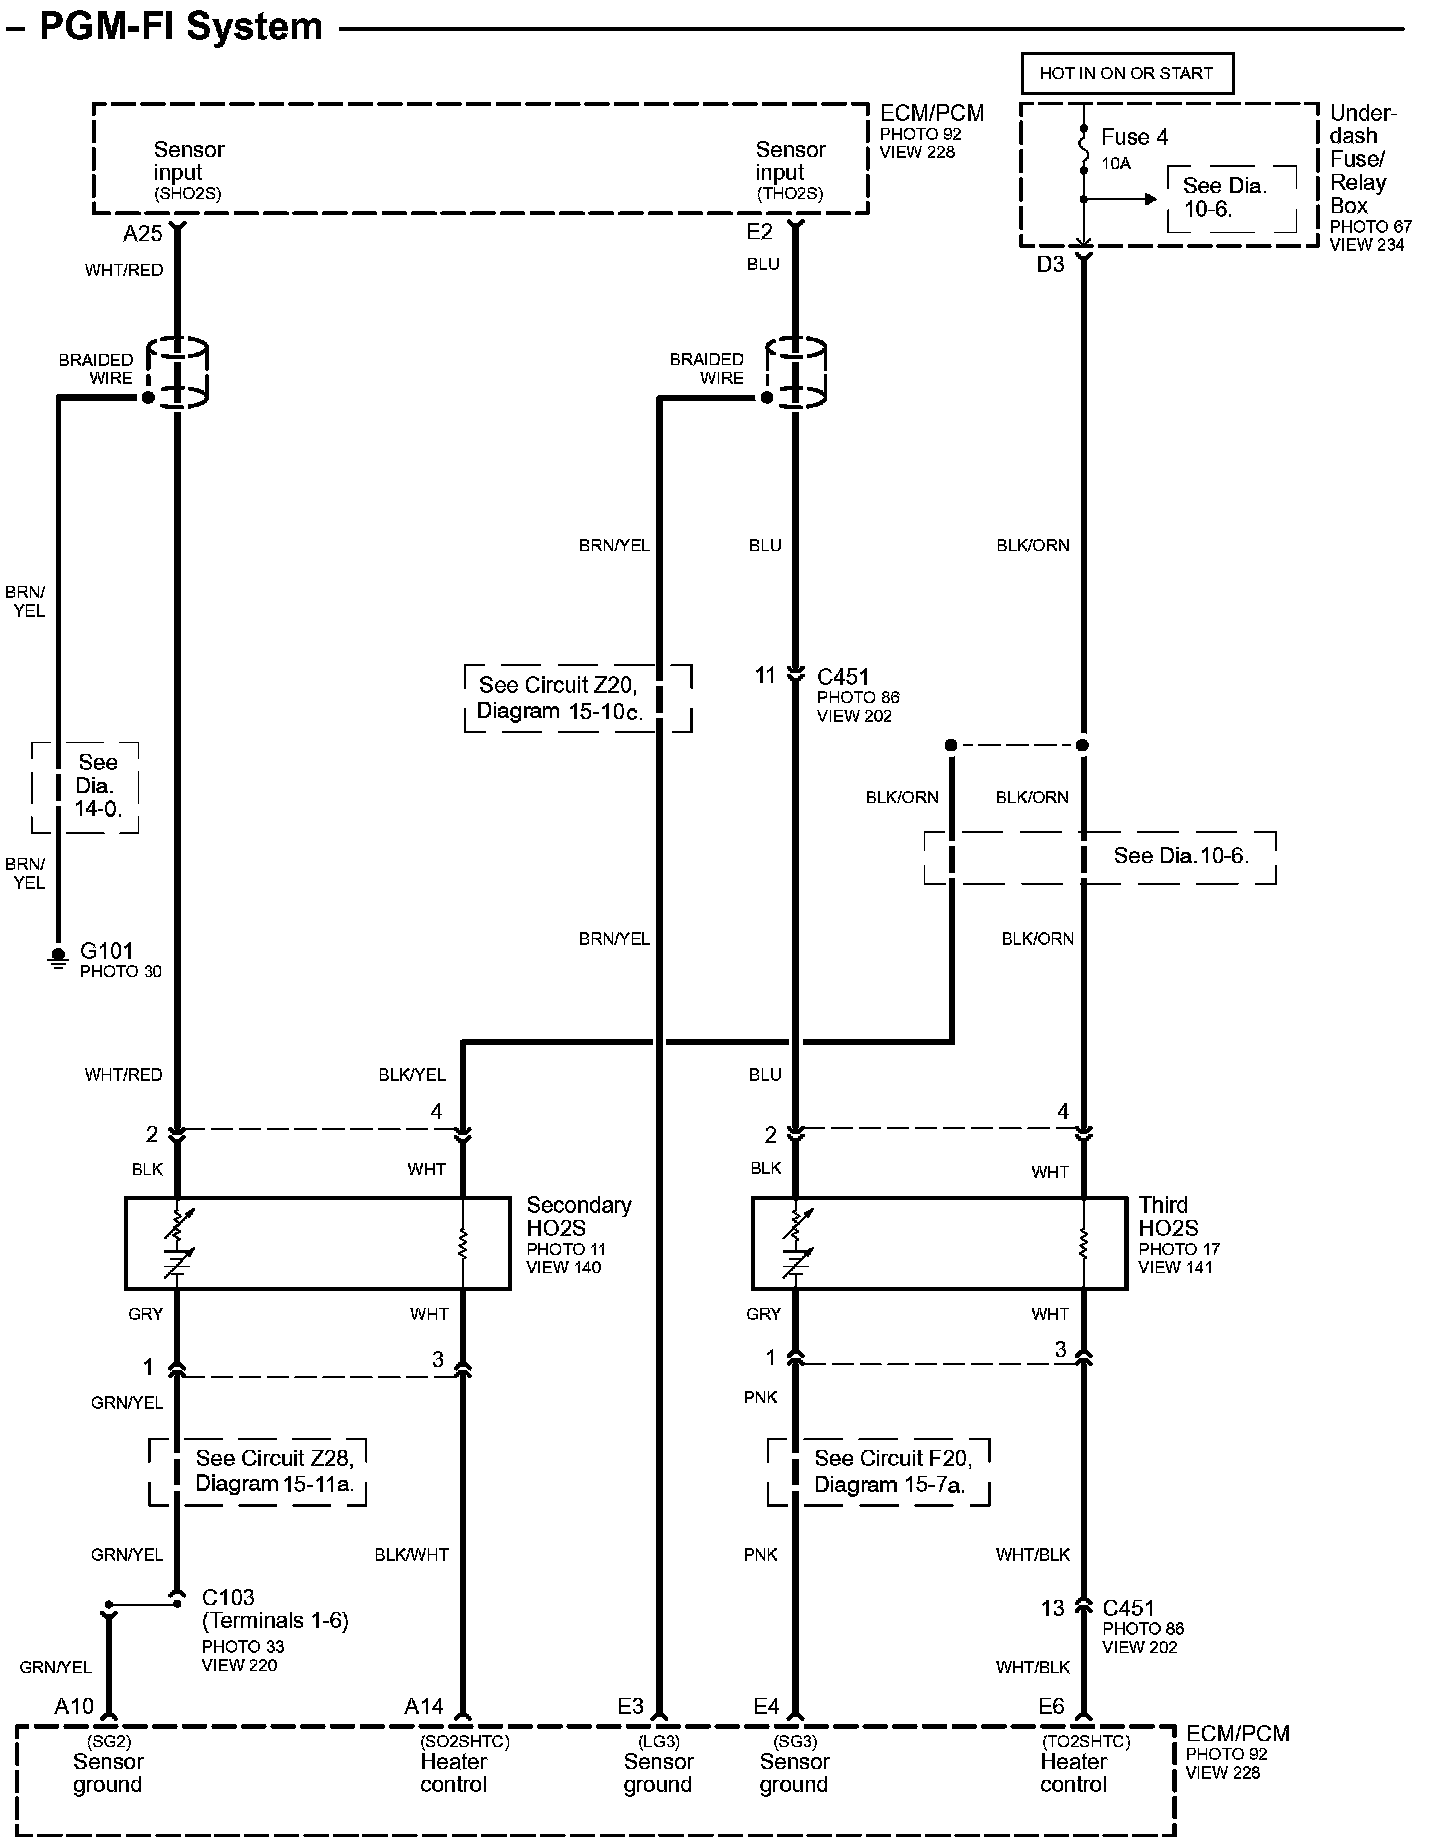 PGM-FI System
HOT IN ON OR START
ECM/PCM
PHOTO 92
VIEW 228
Sensor
input
(SHO2S)
Sensor
input
(THO2S)
Fuse 4
10A
See Dia.
10-6.
Under-
dash
Fuse/
Relay
Box
PHOTO 67
VIEW 234
A25
E2
D3
WHT/RED
BLU
BRAIDED
WIRE
BRAIDED
WIRE
BRN/YEL
BLU
BLK/ORN
BRN/
YEL
See Circuit Z20,
Diagram 15-10c.
11
C451
PHOTO 86
VIEW 202
See
Dia.
14-0.
BLK/ORN
BLK/ORN
See Dia.10-6.
BRN/
YEL
G101
PHOTO 30
BRN/YEL
BLK/ORN
WHT/RED
BLK/YEL
BLU
4
4
2
2
BLK
WHT
BLK
WHT
Secondary
HO2S
PHOTO 11
VIEW 140
Third
HO2S
PHOTO 17
VIEW 141
GRY
WHT
GRY
WHT
1
3
1
3
GRN/YEL
PNK
See Circuit Z28,
Diagram 15-11a.
See Circuit F20,
Diagram 15-7a.
GRN/YEL
BLK/WHT
PNK
WHT/BLK
C103
(Terminals 1-6)
PHOTO 33
VIEW 220
13
C451
PHOTO 86
VIEW 202
GRN/YEL
WHT/BLK
A10
A14
E3
E4
E6
(SG2)
Sensor
ground
(SO2SHTC)
Heater
control
(LG3)
Sensor
ground
(SG3)
Sensor
ground
(TO2SHTC)
Heater
control
ECM/PCM
PHOTO 92
VIEW 228